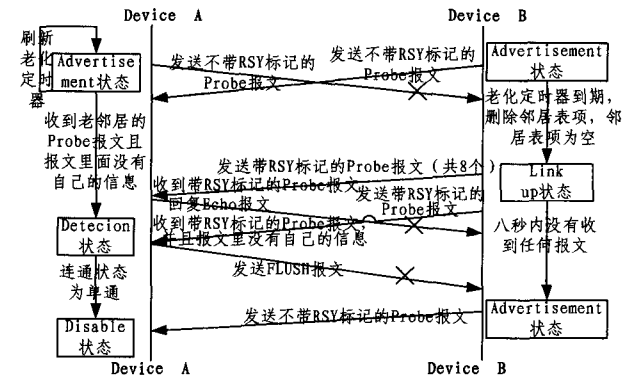 Device A
Device B
刷新
老化
定时
器
Advertise
ment状态
发送不带RSY标记的
Probe报文
发送不带RSY标记的
Probe报文
Advertisement
状态
收到老邻居的
Probe报文且
报文里面没有
自己的信息
老化定时器到期,
删除邻居表项, 邻
居表项为空
发送带RSY标记的Probe报文（共8个）
收到带RSY标记的Probe报文
回复Echo报文
发送带RSY标记的
Probe报文
Link
up状态
Detecion
状态
收到带RSY标记的Probe报文,
并且报文里没有自己的信息
八秒内没有收
到任何报文
连通状态
为单通
发送FLUSH报文
Disable
状态
发送不带RSY标记的Probe报文
Advertisement
状态
Device A
Device B